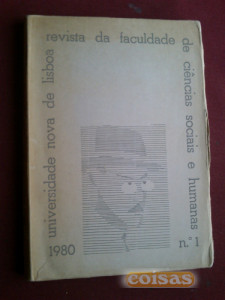 universidade nova de lisboa
revista da faculdade
de ciências sociais e humanas
1980
n.º 1
coisas